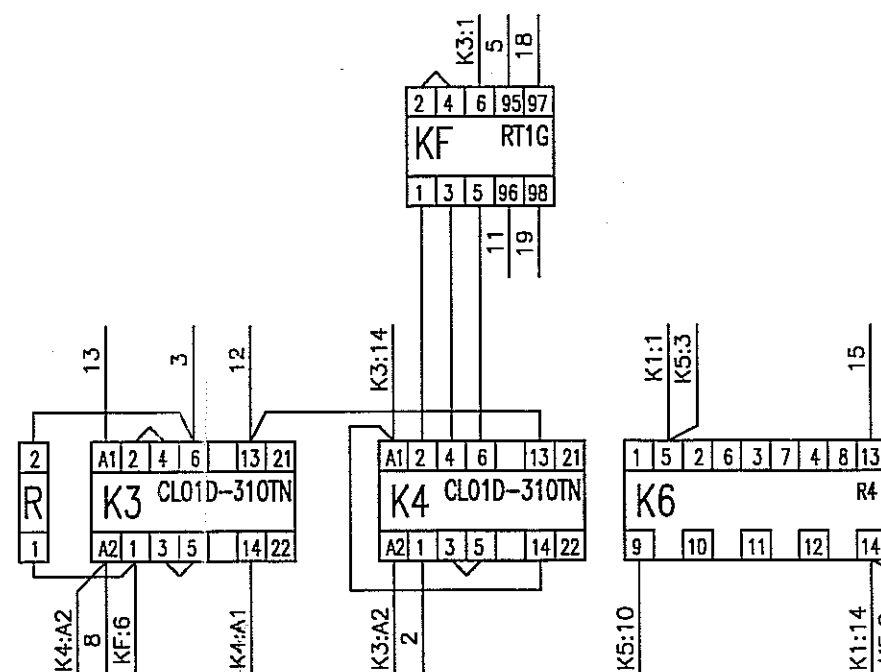 K3:1 5 18
2 4 6 95 97
KF RT1G
1 3 5 96 98
11 19
13 3 12 K3:14 K1:1 K5:3 15
2 A1 2 4 6 13 21 A1 2 4 6 13 21 1 5 2 6 3 7 4 8 13
R K3 CL01D-310TN K4 CL01D-310TN K6 R4
1 A2 1 3 5 14 22 A2 1 3 5 14 22 9 10 11 12 14
K4:A2 8 KF:6 K4:A1 K3:A2 2 K5:10 K1:14